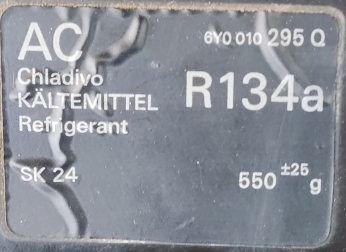 AC 6Y0 010 295 Q
Chladivo
KÄLTEMITTEL R134a
Refrigerant
SK 24 550 ±25 g